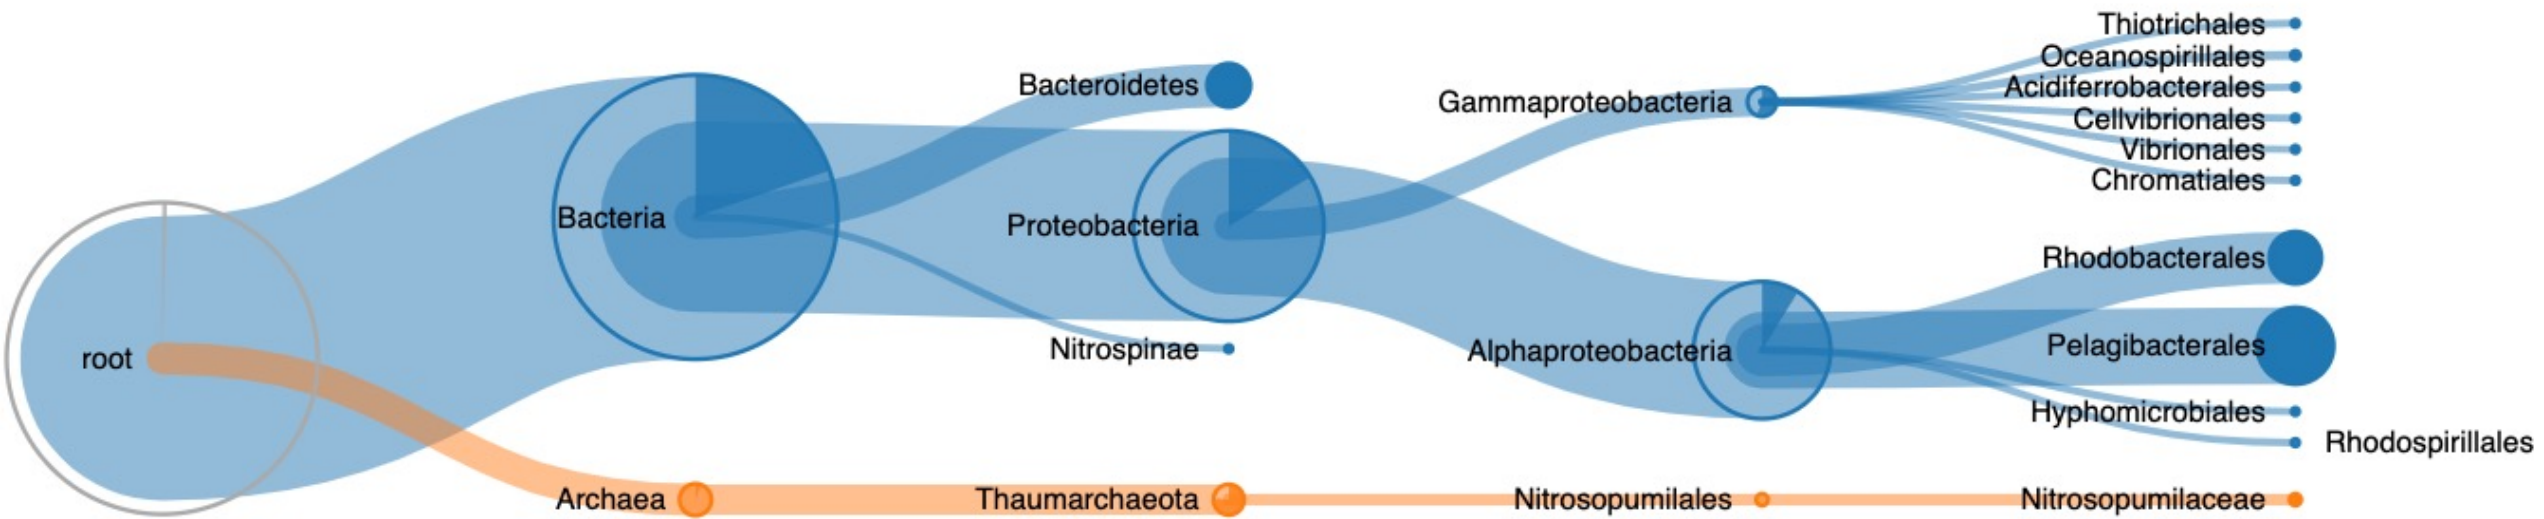 root
Bacteria
Archaea
Bacteroidetes
Proteobacteria
Nitrospinae
Thaumarchaeota
Gammaproteobacteria
Alphaproteobacteria
Nitrosopumilales
Thiotrichales
Oceanospirillales
Acidiferrobacterales
Cellvibrionales
Vibrionales
Chromatiales
Rhodobacterales
Pelagibacterales
Hyphomicrobiales
Rhodospirillales
Nitrosopumilaceae